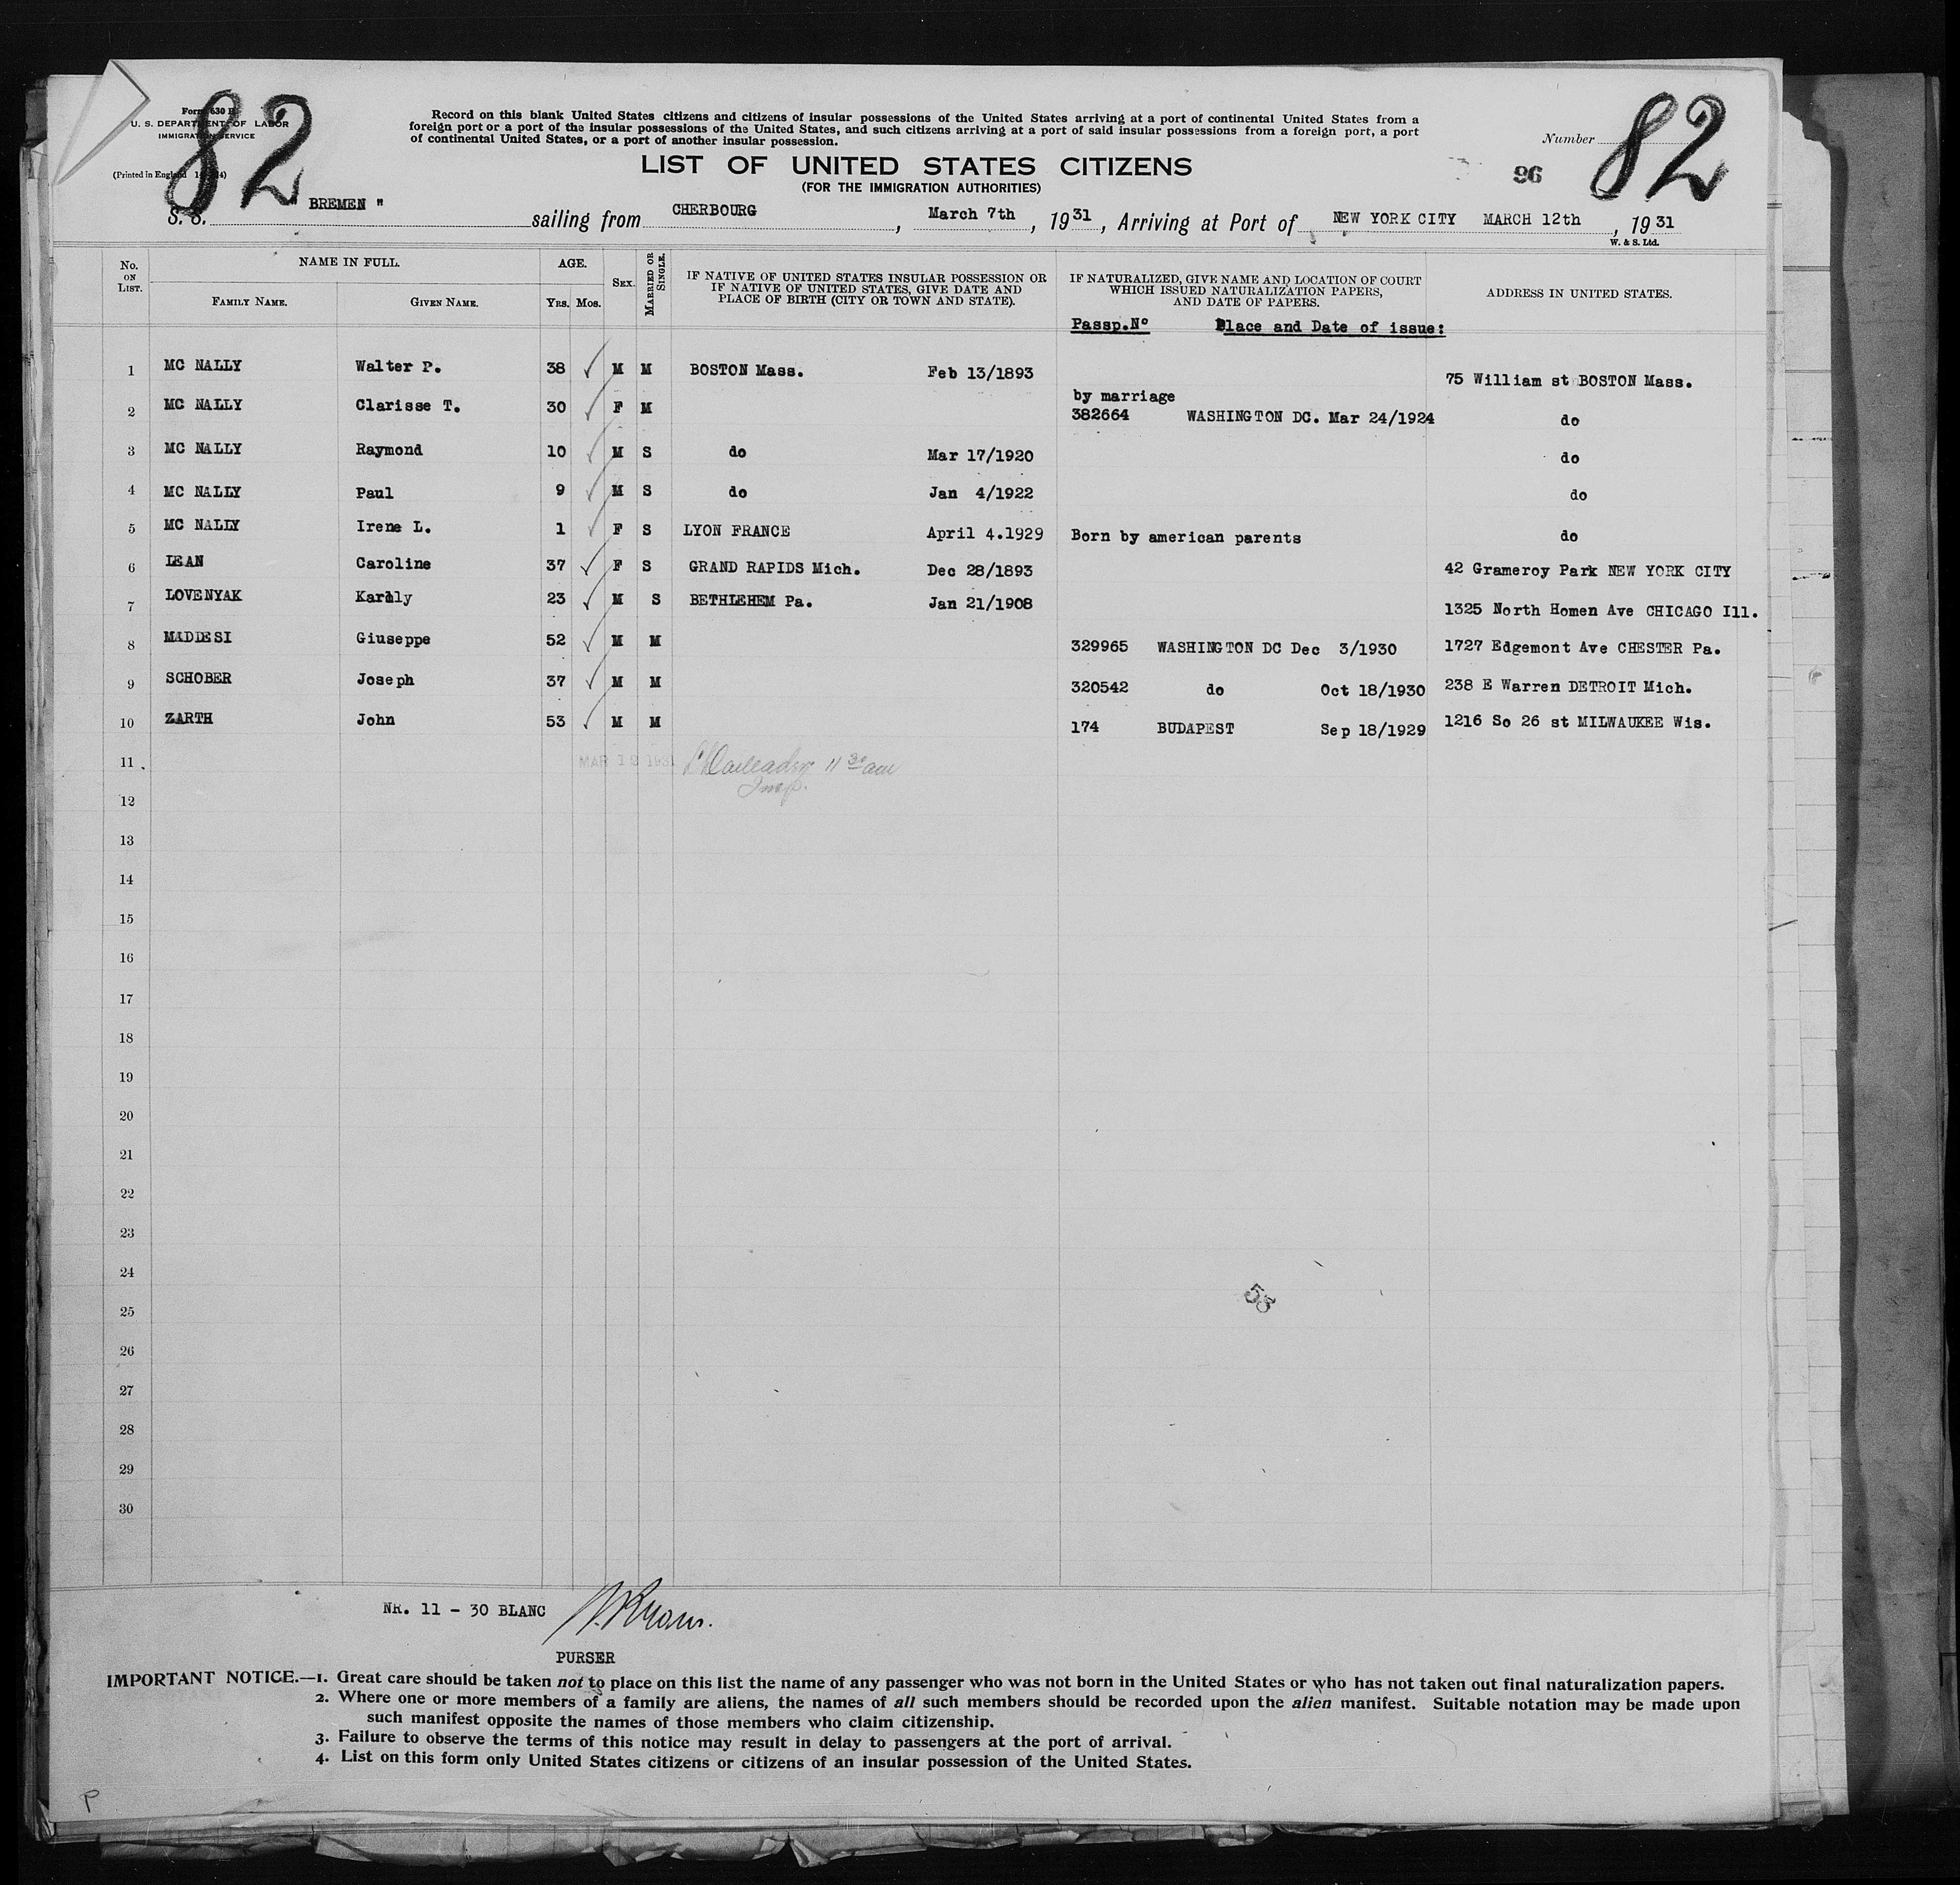 82
Form 630 B
U. S. DEPARTMENT OF LABOR
IMMIGRATION SERVICE
(Printed in England
Record on this blank United States citizens and citizens of insular possessions of the United States arriving at a port of continental United States from a
foreign port or a port of the insular possessions of the United States, and such citizens arriving at a port of said insular possessions from a foreign port, a port
of continental United States, or a port of another insular possession.
Number 82
LIST OF UNITED STATES CITIZENS
(FOR THE IMMIGRATION AUTHORITIES)
96
S. S. BREMEN " sailing from CHERBOURG, March 7th, 1931, Arriving at Port of NEW YORK CITY MARCH 12th, 1931
W. & S. Ltd.
No. ON LIST. NAME IN FULL. FAMILY NAME. GIVEN NAME. AGE. YRS. MOS. SEX. MARRIED OR SINGLE. IF NATIVE OF UNITED STATES INSULAR POSSESSION OR IF NATIVE OF UNITED STATES, GIVE DATE AND PLACE OF BIRTH (CITY OR TOWN AND STATE). IF NATURALIZED, GIVE NAME AND LOCATION OF COURT WHICH ISSUED NATURALIZATION PAPERS, AND DATE OF PAPERS. ADDRESS IN UNITED STATES.
Passp.No Place and Date of issue:
1 MC NALLY Walter P. 38 M M BOSTON Mass. Feb 13/1893 75 William st BOSTON Mass.
by marriage
2 MC NALLY Clarisse T. 30 F M 382664 WASHINGTON DC. Mar 24/1924 do
3 MC NALLY Raymond 10 M S do Mar 17/1920 do
4 MC NALLY Paul 9 M S do Jan 4/1922 do
5 MC NALLY Irene L. 1 F S LYON FRANCE April 4.1929 Born by american parents do
6 LEAN Caroline 37 F S GRAND RAPIDS Mich. Dec 28/1893 42 Grameroy Park NEW YORK CITY
7 LOVENYAK 23 M S BETHLEHEM Pa. Jan 21/1908 1325 North Homen Ave CHICAGO Ill.
8 MADDESI Giuseppe 52 M M 329965 WASHINGTON DC Dec 3/1930 1727 Edgemont Ave CHESTER Pa.
9 SCHOBER Joseph 37 M M 320542 do Oct 18/1930 238 E Warren DETROIT Mich.
10 ZARTH John 53 M M 174 BUDAPEST Sep 18/1929 1216 So 26 st MILWAUKEE Wis.
11 MAR 12 1931 11 30 am
Insp.
12
13
14
15
16
17
18
19
20
21
22
23
24
25
26
27
28
29
30
NR. 11 - 30 BLANC
PURSER
IMPORTANT NOTICE.—1. Great care should be taken not to place on this list the name of any passenger who was not born in the United States or who has not taken out final naturalization papers.
2. Where one or more members of a family are aliens, the names of all such members should be recorded upon the alien manifest. Suitable notation may be made upon
such manifest opposite the names of those members who claim citizenship.
3. Failure to observe the terms of this notice may result in delay to passengers at the port of arrival.
4. List on this form only United States citizens or citizens of an insular possession of the United States.
P